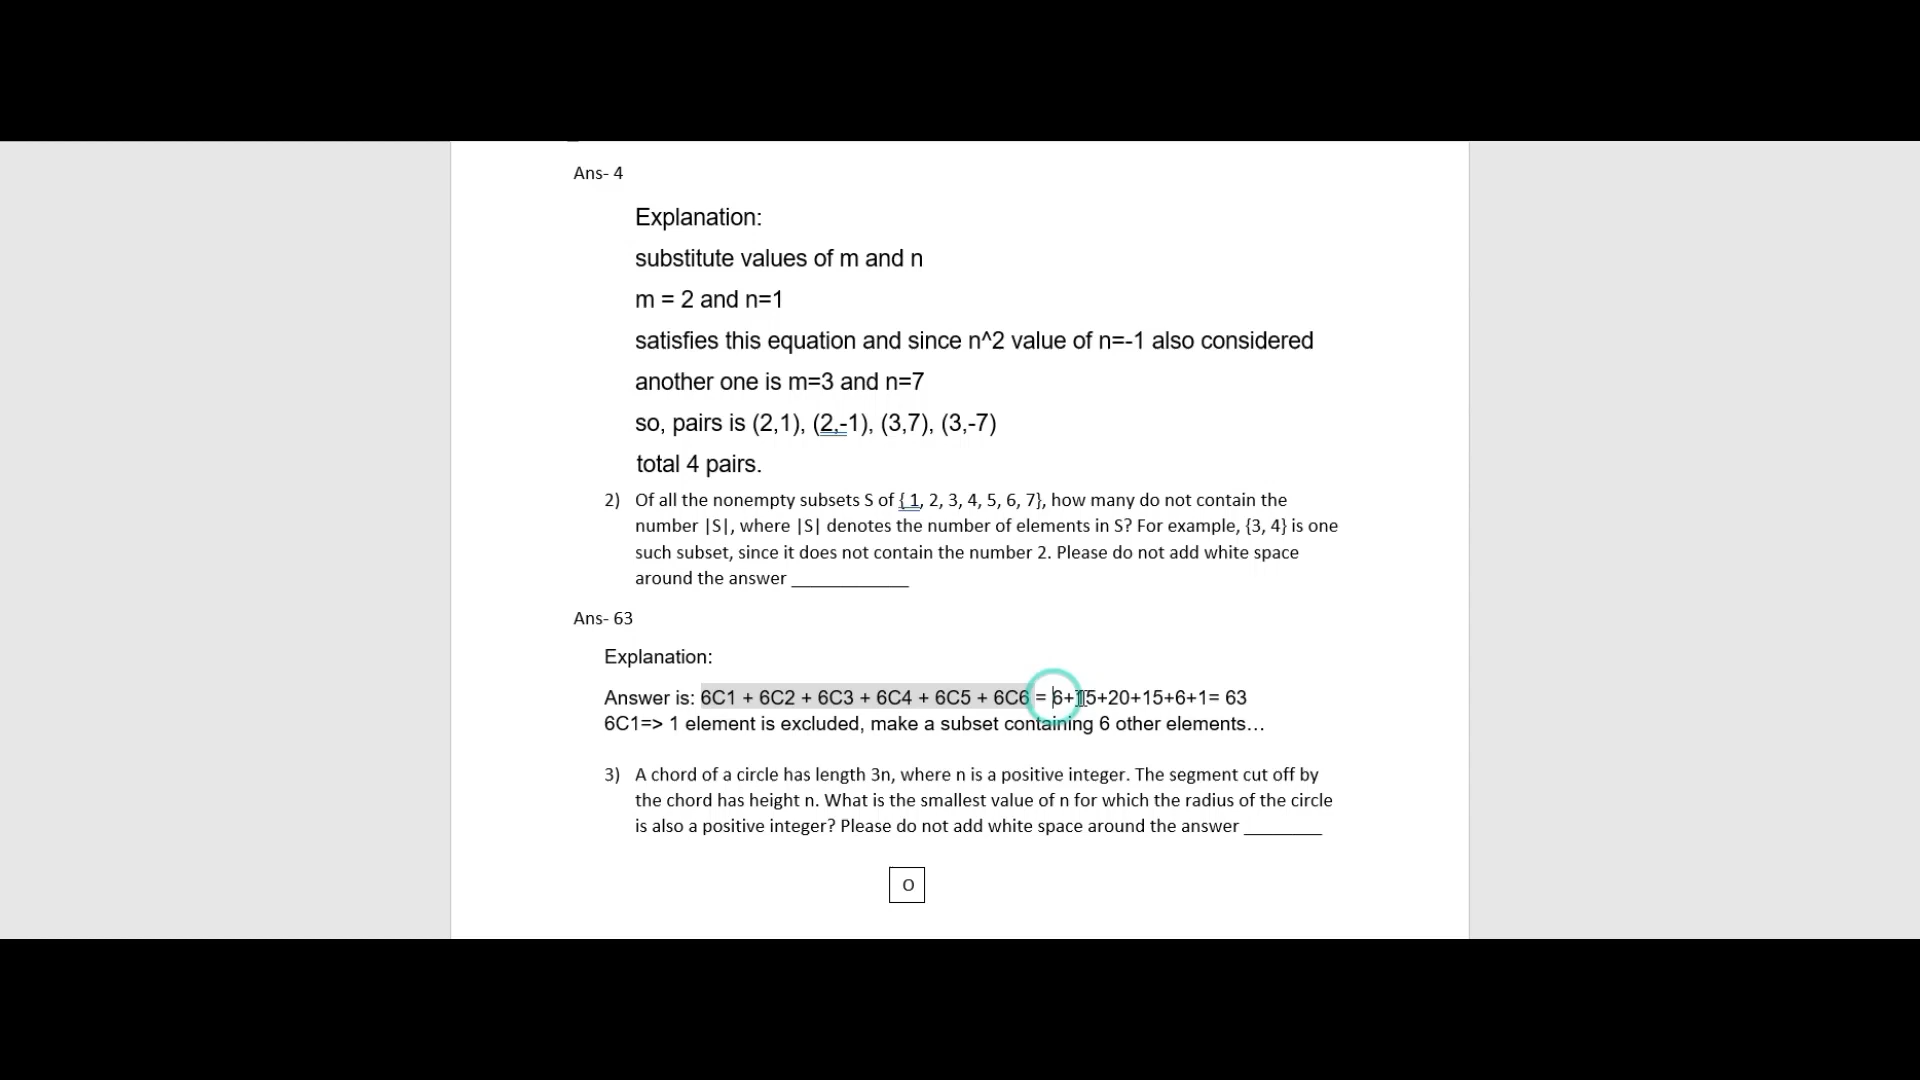 Ans- 4
Explanation:
substitute values of m and n
m = 2 and n=1
satisfies this equation and since n^2 value of n=-1 also considered
another one is m=3 and n=7
so, pairs is (2,1), (2,-1), (3,7), (3,-7)
total 4 pairs.
2) Of all the nonempty subsets S of { 1, 2, 3, 4, 5, 6, 7}, how many do not contain the
number |S|, where |S| denotes the number of elements in S? For example, {3, 4} is one
such subset, since it does not contain the number 2. Please do not add white space
around the answer ____________
Ans- 63
Explanation:
Answer is: 6C1 + 6C2 + 6C3 + 6C4 + 6C5 + 6C6 = 6+15+20+15+6+1= 63
6C1=> 1 element is excluded, make a subset containing 6 other elements…
3) A chord of a circle has length 3n, where n is a positive integer. The segment cut off by
the chord has height n. What is the smallest value of n for which the radius of the circle
is also a positive integer? Please do not add white space around the answer ________
O